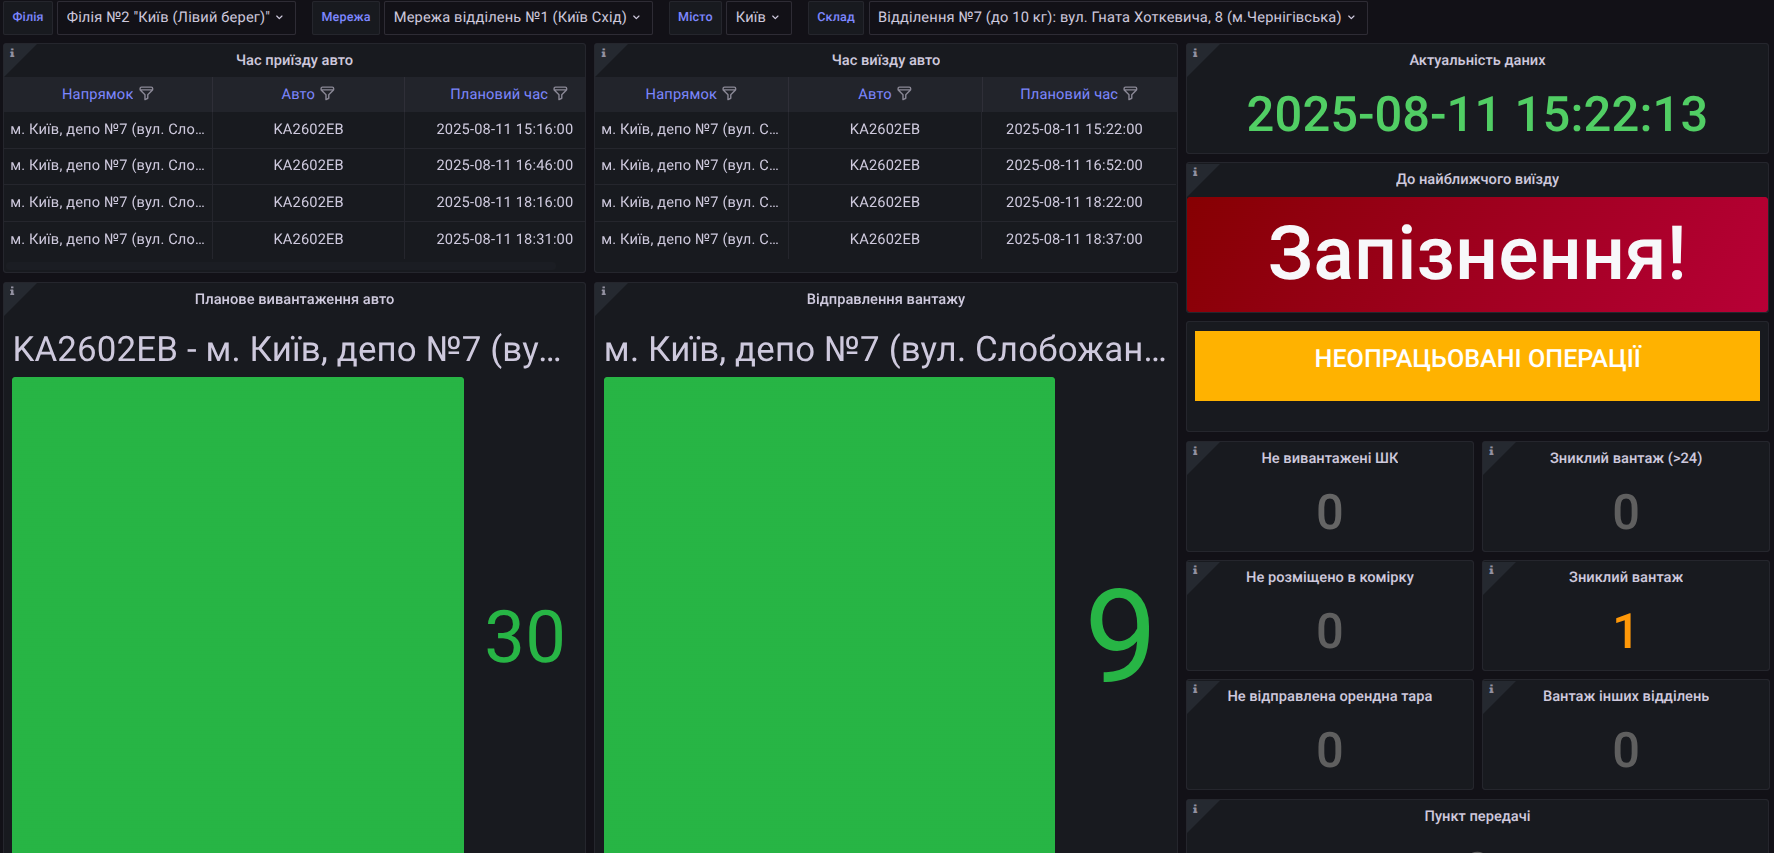 Філія Філія №2 "Київ (Лівий берег)" Мережа Мережа відділень №1 (Київ Схід) Місто Київ Склад Відділення №7 (до 10 кг): вул. Гната Хоткевича, 8 (м.Чернігівська)
Час приїзду авто
Напрямок Авто Плановий час
м. Київ, депо №7 (вул. Сло... KA2602EB 2025-08-11 15:16:00
м. Київ, депо №7 (вул. Сло... KA2602EB 2025-08-11 16:46:00
м. Київ, депо №7 (вул. Сло... KA2602EB 2025-08-11 18:16:00
м. Київ, депо №7 (вул. Сло... KA2602EB 2025-08-11 18:31:00
Час виїзду авто
Напрямок Авто Плановий час
м. Київ, депо №7 (вул. С... KA2602EB 2025-08-11 15:22:00
м. Київ, депо №7 (вул. С... KA2602EB 2025-08-11 16:52:00
м. Київ, депо №7 (вул. С... KA2602EB 2025-08-11 18:22:00
м. Київ, депо №7 (вул. С... KA2602EB 2025-08-11 18:37:00
Актуальність даних
2025-08-11 15:22:13
До найближчого виїзду
Запізнення!
Планове вивантаження авто
KA2602EB - м. Київ, депо №7 (ву...
30
Відправлення вантажу
м. Київ, депо №7 (вул. Слобожан...
9
НЕОПРАЦЬОВАНІ ОПЕРАЦІЇ
Не вивантажені ШК
0
Зниклий вантаж (>24)
0
Не розміщено в комірку
0
Зниклий вантаж
1
Не відправлена орендна тара
0
Вантаж інших відділень
0
Пункт передачі